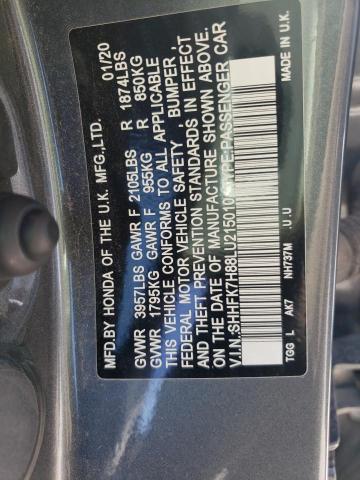 MFD.BY HONDA OF THE U.K. MFG.,LTD. 01/20
GVWR 3957LBS GAWR F 2105LBS R 1874LBS
GVWR 1795KG GAWR F 955KG R 850KG
THIS VEHICLE CONFORMS TO ALL APPLICABLE
FEDERAL MOTOR VEHICLE SAFETY, BUMPER,
AND THEFT PREVENTION STANDARDS IN EFFECT
ON THE DATE OF MANUFACTURE SHOWN ABOVE.
V.I.N.:SHHFK7H88LU215010 TYPE:PASSENGER CAR
TGG L AK7 NH737M U.U MADE IN U.K.